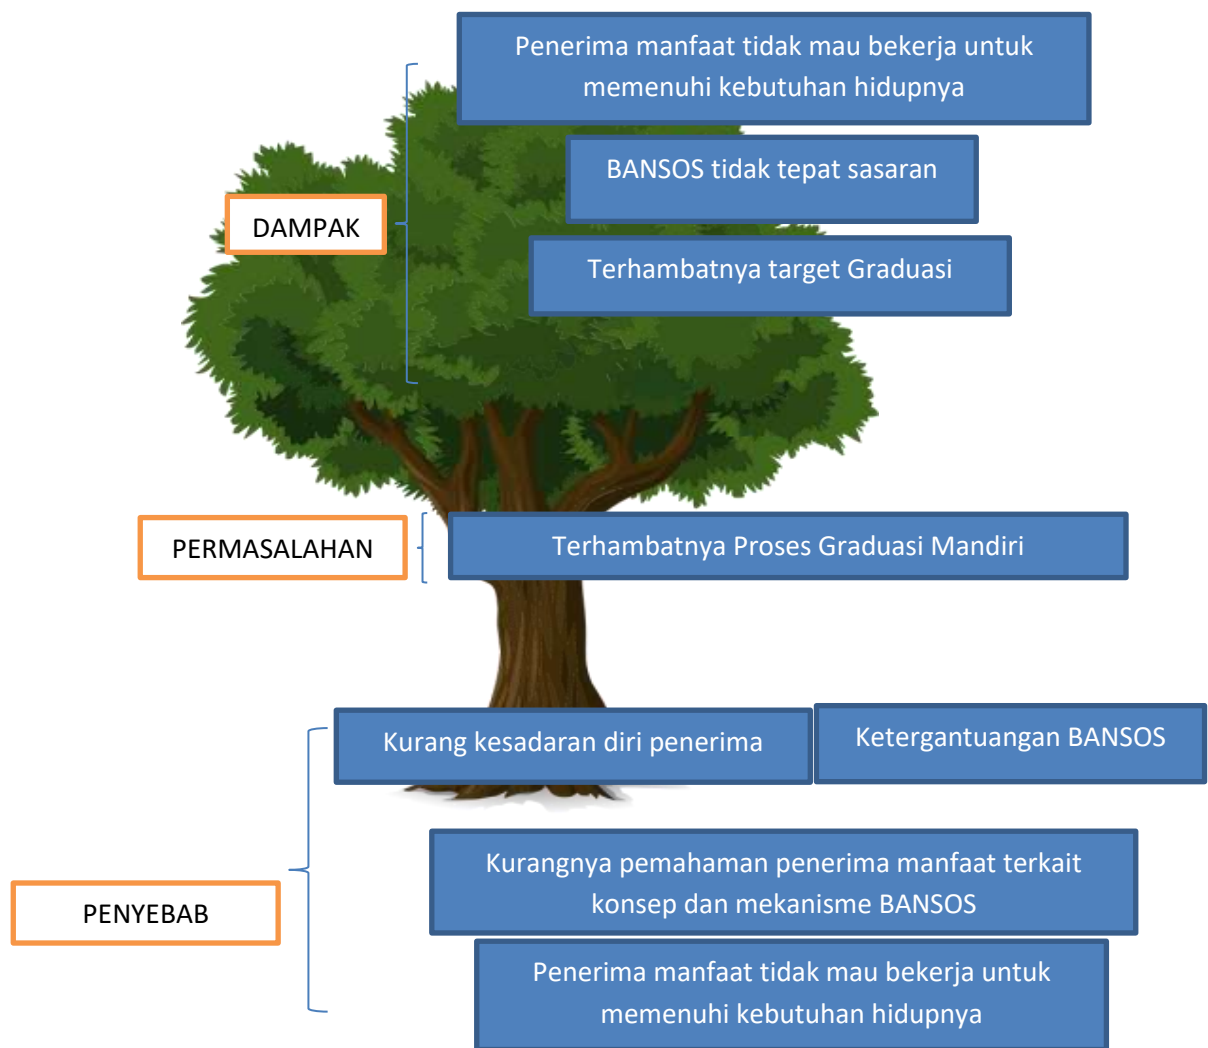 Penerima manfaat tidak mau bekerja untuk
memenuhi kebutuhan hidupnya
BANSOS tidak tepat sasaran
DAMPAK
Terhambatnya target Graduasi
PERMASALAHAN
Terhambatnya Proses Graduasi Mandiri
Kurang kesadaran diri penerima
Ketergantuangan BANSOS
Kurangnya pemahaman penerima manfaat terkait
konsep dan mekanisme BANSOS
PENYEBAB
Penerima manfaat tidak mau bekerja untuk
memenuhi kebutuhan hidupnya